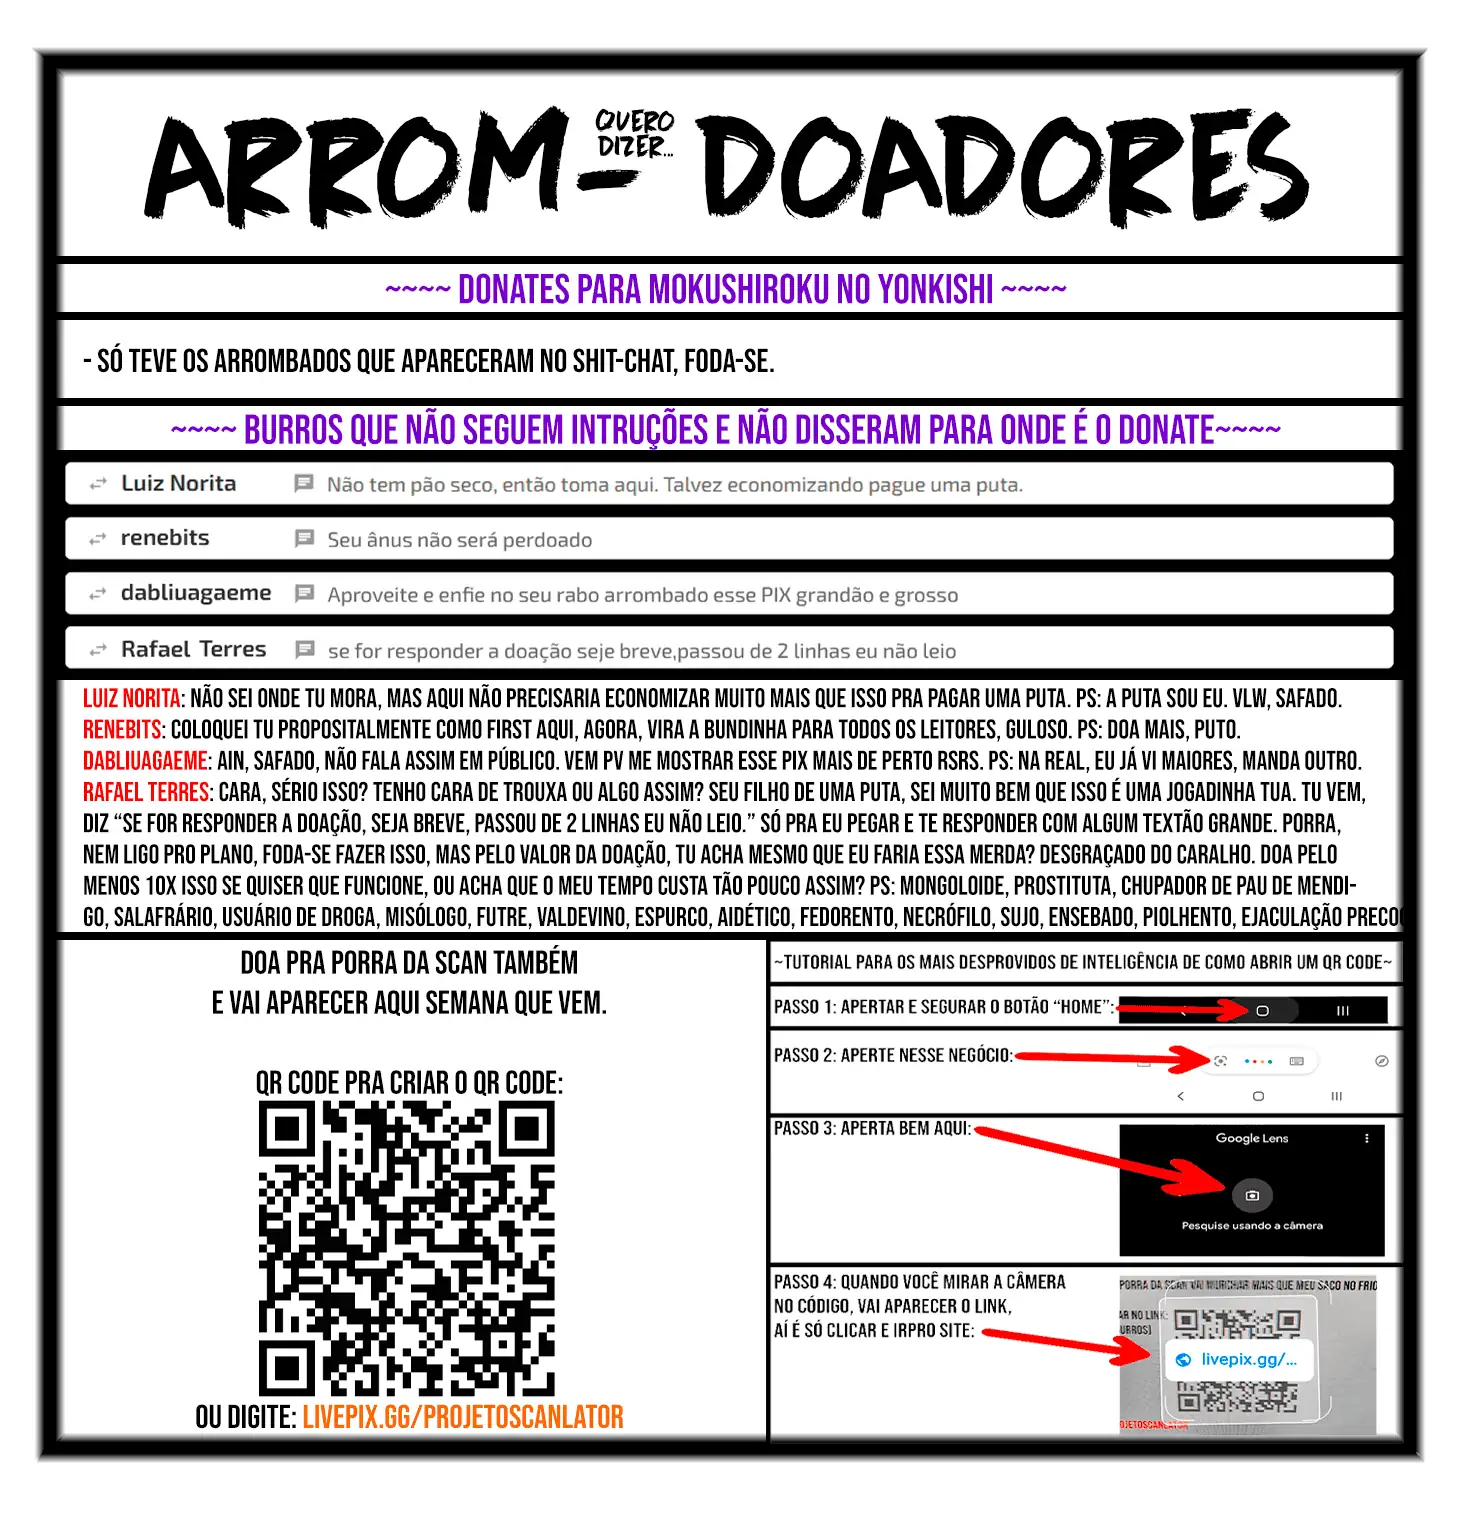 ARROM- QUERO DIZER... DOADORES
~~~~ DONATES PARA MOKUSHIROKU NO YONKISHI ~~~~
- SÓ TEVE OS ARROMBADOS QUE APARECERAM NO SHIT-CHAT, FODA-SE.
~~~~ BURROS QUE NÃO SEGUEM INTRUÇÕES E NÃO DISSERAM PARA ONDE É O DONATE~~~~
Luiz Norita Não tem pão seco, então toma aqui. Talvez economizando pague uma puta.
renebits Seu ânus não será perdoado
dabliuagaeme Aproveite e enfie no seu rabo arrombado esse PIX grandão e grosso
Rafael Terres se for responder a doação seje breve,passou de 2 linhas eu não leio
LUIZ NORITA: NÃO SEI ONDE TU MORA, MAS AQUI NÃO PRECISARIA ECONOMIZAR MUITO MAIS QUE ISSO PRA PAGAR UMA PUTA. PS: A PUTA SOU EU. VLW, SAFADO.
RENEBITS: COLOQUEI TU PROPOSITALMENTE COMO FIRST AQUI, AGORA, VIRA A BUNDINHA PARA TODOS OS LEITORES, GULOSO. PS: DOA MAIS, PUTO.
DABLIUAGAEME: AIN, SAFADO, NÃO FALA ASSIM EM PÚBLICO. VEM PV ME MOSTRAR ESSE PIX MAIS DE PERTO RSRS. PS: NA REAL, EU JÁ VI MAIORES, MANDA OUTRO.
RAFAEL TERRES: CARA, SÉRIO ISSO? TENHO CARA DE TROUXA OU ALGO ASSIM? SEU FILHO DE UMA PUTA, SEI MUITO BEM QUE ISSO É UMA JOGADINHA TUA. TU VEM,
DIZ “SE FOR RESPONDER A DOAÇÃO, SEJA BREVE, PASSOU DE 2 LINHAS EU NÃO LEIO.” SÓ PRA EU PEGAR E TE RESPONDER COM ALGUM TEXTÃO GRANDE. PORRA,
NEM LIGO PRO PLANO, FODA-SE FAZER ISSO, MAS PELO VALOR DA DOAÇÃO, TU ACHA MESMO QUE EU FARIA ESSA MERDA? DESGRAÇADO DO CARALHO. DOA PELO
MENOS 10X ISSO SE QUISER QUE FUNCIONE, OU ACHA QUE O MEU TEMPO CUSTA TÃO POUCO ASSIM? PS: MONGOLOIDE, PROSTITUTA, CHUPADOR DE PAU DE MENDI-
GO, SALAFRÁRIO, USUÁRIO DE DROGA, MISÓLOGO, FUTRE, VALDEVINO, ESPURCO, AIDÉTICO, FEDORENTO, NECRÓFILO, SUJO, ENSEBADO, PIOLHENTO, EJACULAÇÃO PRECO
DOA PRA PORRA DA SCAN TAMBÉM
E VAI APARECER AQUI SEMANA QUE VEM.
QR CODE PRA CRIAR O QR CODE:
OU DIGITE: LIVEPIX.GG/PROJETOSCANLATOR
~TUTORIAL PARA OS MAIS DESPROVIDOS DE INTELIGÊNCIA DE COMO ABRIR UM QR CODE~
PASSO 1: APERTAR E SEGURAR O BOTÃO “HOME”:
PASSO 2: APERTE NESSE NEGÓCIO:
PASSO 3: APERTA BEM AQUI:
Google Lens
Pesquise usando a câmera
PASSO 4: QUANDO VOCÊ MIRAR A CÂMERA
NO CÓDIGO, VAI APARECER O LINK,
AÍ É SÓ CLICAR E IRPRO SITE:
PORRA DA SCAN VAI MURCHAR MAIS QUE MEU SACO NO FRIO
AR NO LINK:
URROS)
livepix.gg/...
OJETOSCANLATOR